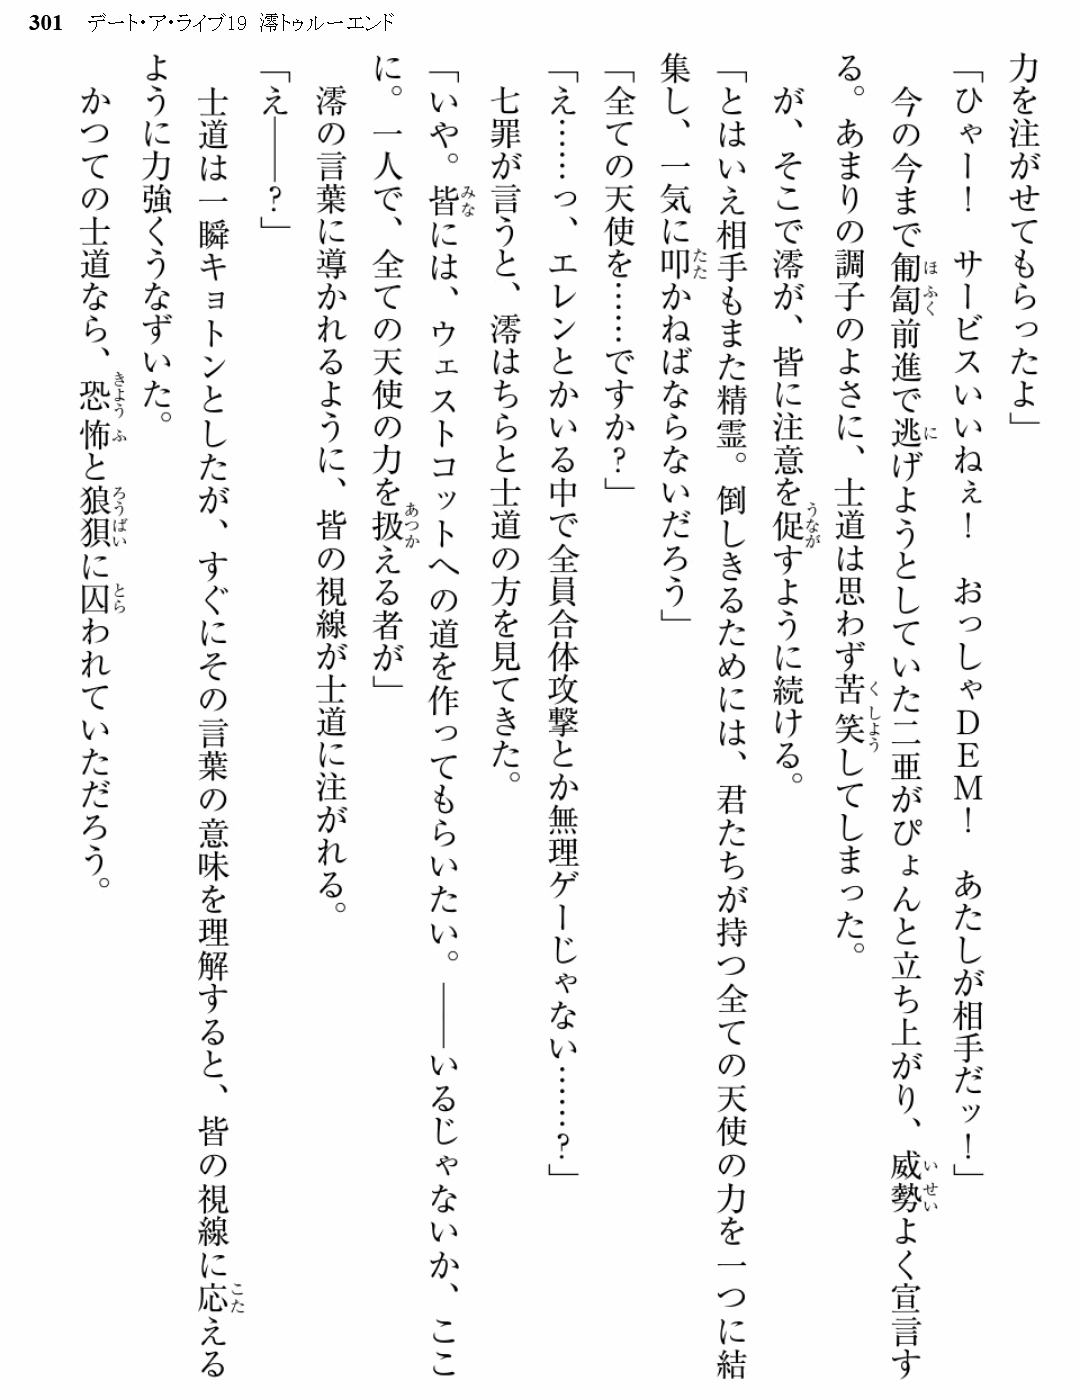 301 デート・ア・ライブ19 澪トゥルーエンド
力を注がせてもらったよ」
「ひゃー！　サービスいいねぇ！　おっしゃDEM！　あたしが相手だッ！」
今の今まで匍匐前進で逃げようとしていた二亜がぴょんと立ち上がり、威勢よく宣言す
る。あまりの調子のよさに、士道は思わず苦笑してしまった。
が、そこで澪が、皆に注意を促すように続ける。
「とはいえ相手もまた精霊。倒しきるためには、君たちが持つ全ての天使の力を一つに結
集し、一気に叩かねばならないだろう」
「全ての天使を……ですか？」
「え……っ、エレンとかいる中で全員合体攻撃とか無理ゲーじゃない……？」
七罪が言うと、澪はちらと士道の方を見てきた。
「いや。皆には、ウェストコットへの道を作ってもらいたい。――いるじゃないか、ここ
に。一人で、全ての天使の力を扱える者が」
澪の言葉に導かれるように、皆の視線が士道に注がれる。
「え――？」
士道は一瞬キョトンとしたが、すぐにその言葉の意味を理解すると、皆の視線に応える
ように力強くうなずいた。
かつての士道なら、恐怖と狼狽に囚われていただろう。